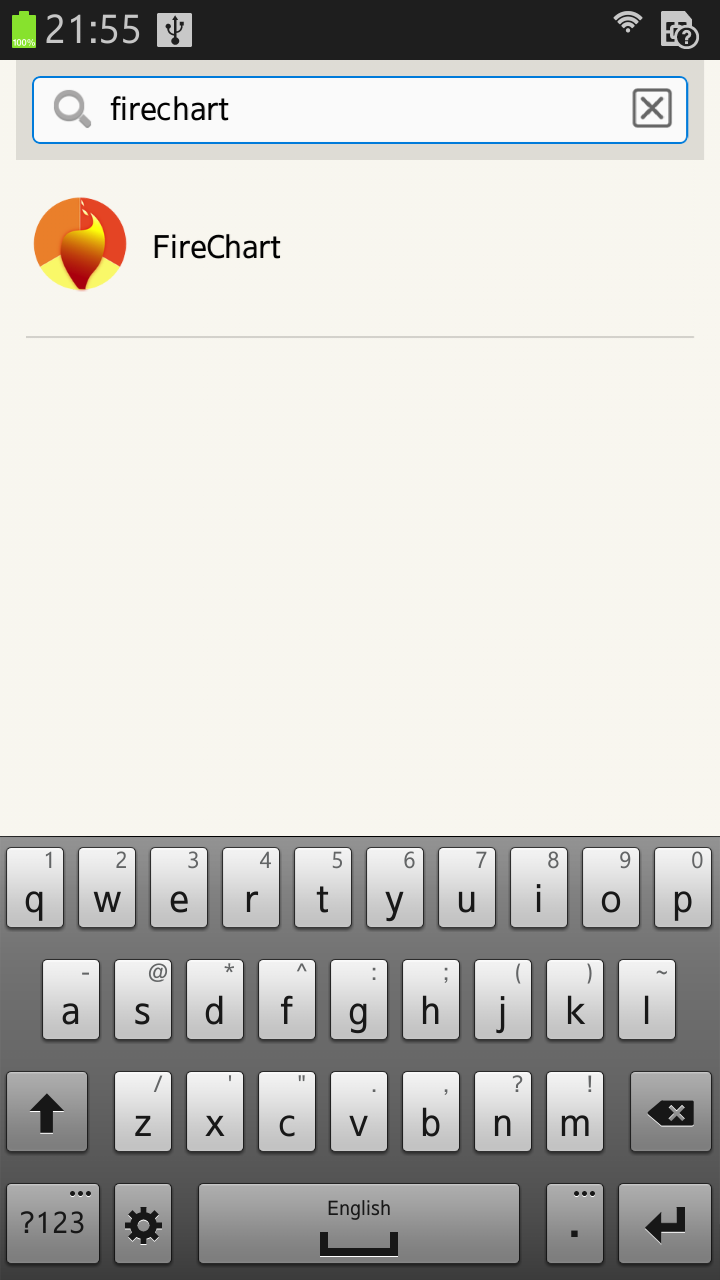 100%
21:55
?
firechart
FireChart
1 2 3 4 5 6 7 8 9 0
q w e r t y u i o p
- @ * ^ : ; ( ) ~
a s d f g h j k l
/ ' " . , ? !
z x c v b n m
?123 ••• English ••• .